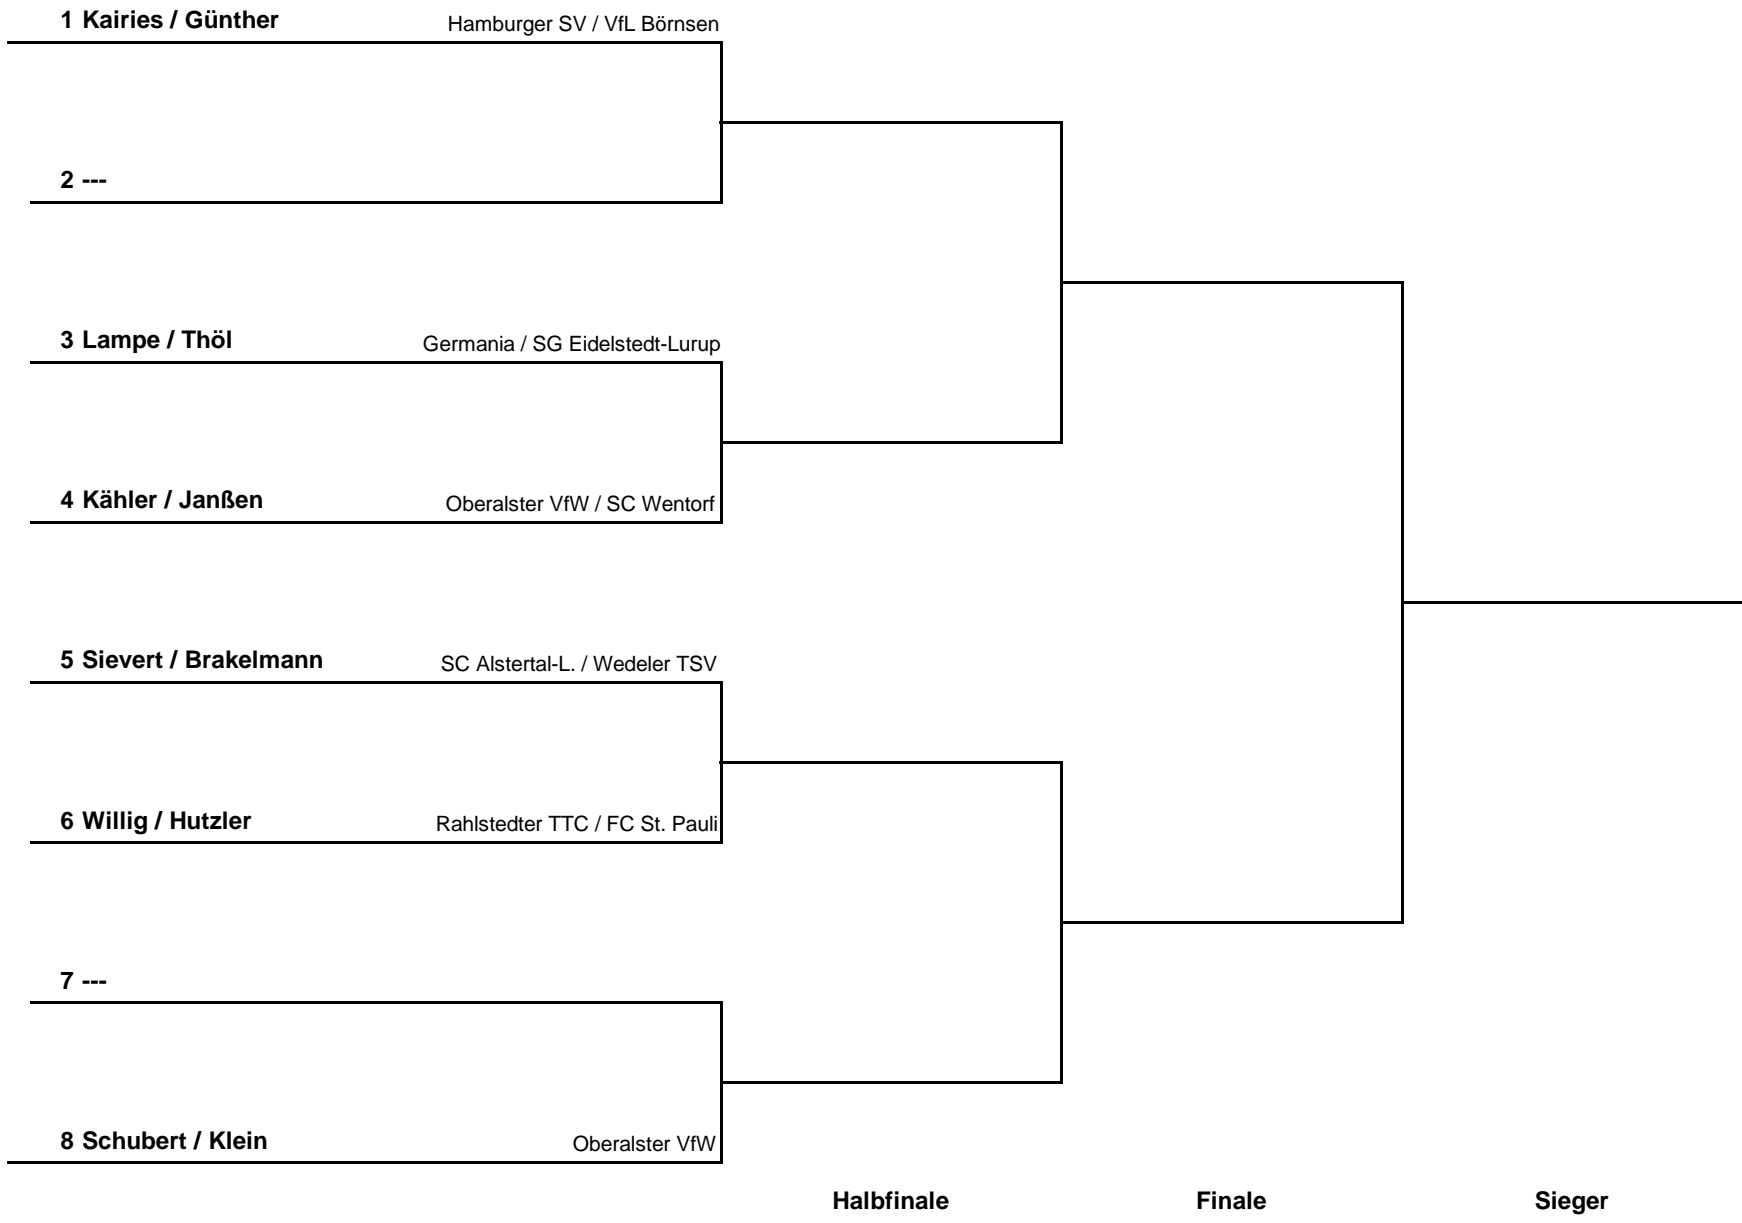 1 Kairies / Günther Hamburger SV / VfL Börnsen
2 ---
3 Lampe / Thöl Germania / SG Eidelstedt-Lurup
4 Kähler / Janßen Oberalster VfW / SC Wentorf
5 Sievert / Brakelmann SC Alstertal-L. / Wedeler TSV
6 Willig / Hutzler Rahlstedter TTC / FC St. Pauli
7 ---
8 Schubert / Klein Oberalster VfW
Halbfinale Finale Sieger